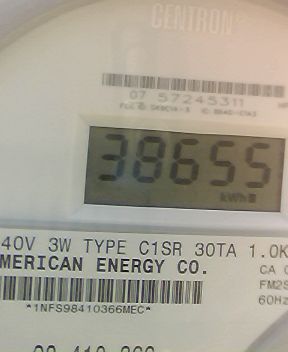 CENTRON
07 57245311
38655
kWh
40V 3W TYPE C1SR 30TA 1.0K
MERICAN ENERGY CO.
CA
FM2S
60Hz
*1NFS98410366MEC*